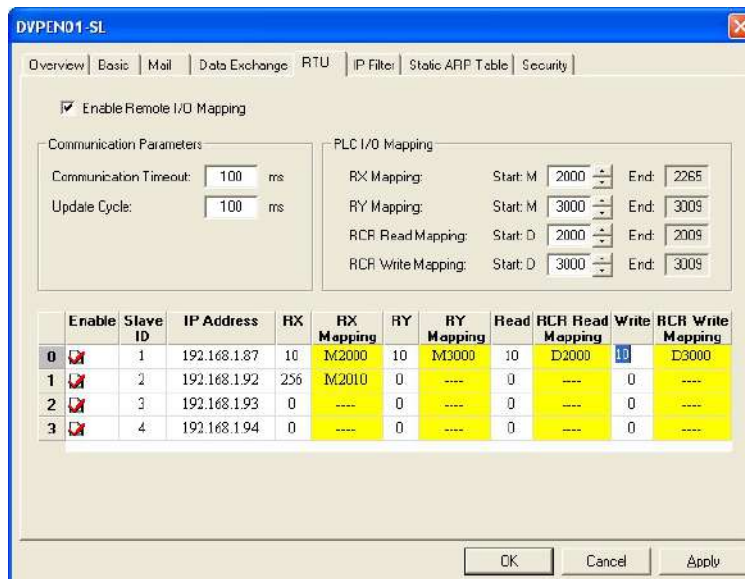 DVPEN01-SL
Overview Basic Mail Data Exchange RTU IP Filter Static ARP Table Security
Enable Remote I/O Mapping
Communication Parameters
Communication Timeout: 100 ms
Update Cycle: 100 ms
PLC I/O Mapping
RX Mapping: Start: M 2000 End: 2265
RY Mapping: Start: M 3000 End: 3009
RCR Read Mapping: Start: D 2000 End: 2009
RCR Write Mapping: Start: D 3000 End: 3009
Enable Slave ID IP Address RX RX Mapping RY RY Mapping Read RCR Read Mapping Write RCR Write Mapping
0 1 192.168.1.87 10 M2000 10 M3000 10 D2000 10 D3000
1 2 192.168.1.92 256 M2010 0 ---- 0 ---- 0 ----
2 3 192.168.1.93 0 ---- 0 ---- 0 ---- 0 ----
3 4 192.168.1.94 0 ---- 0 ---- 0 ---- 0 ----
OK Cancel Apply